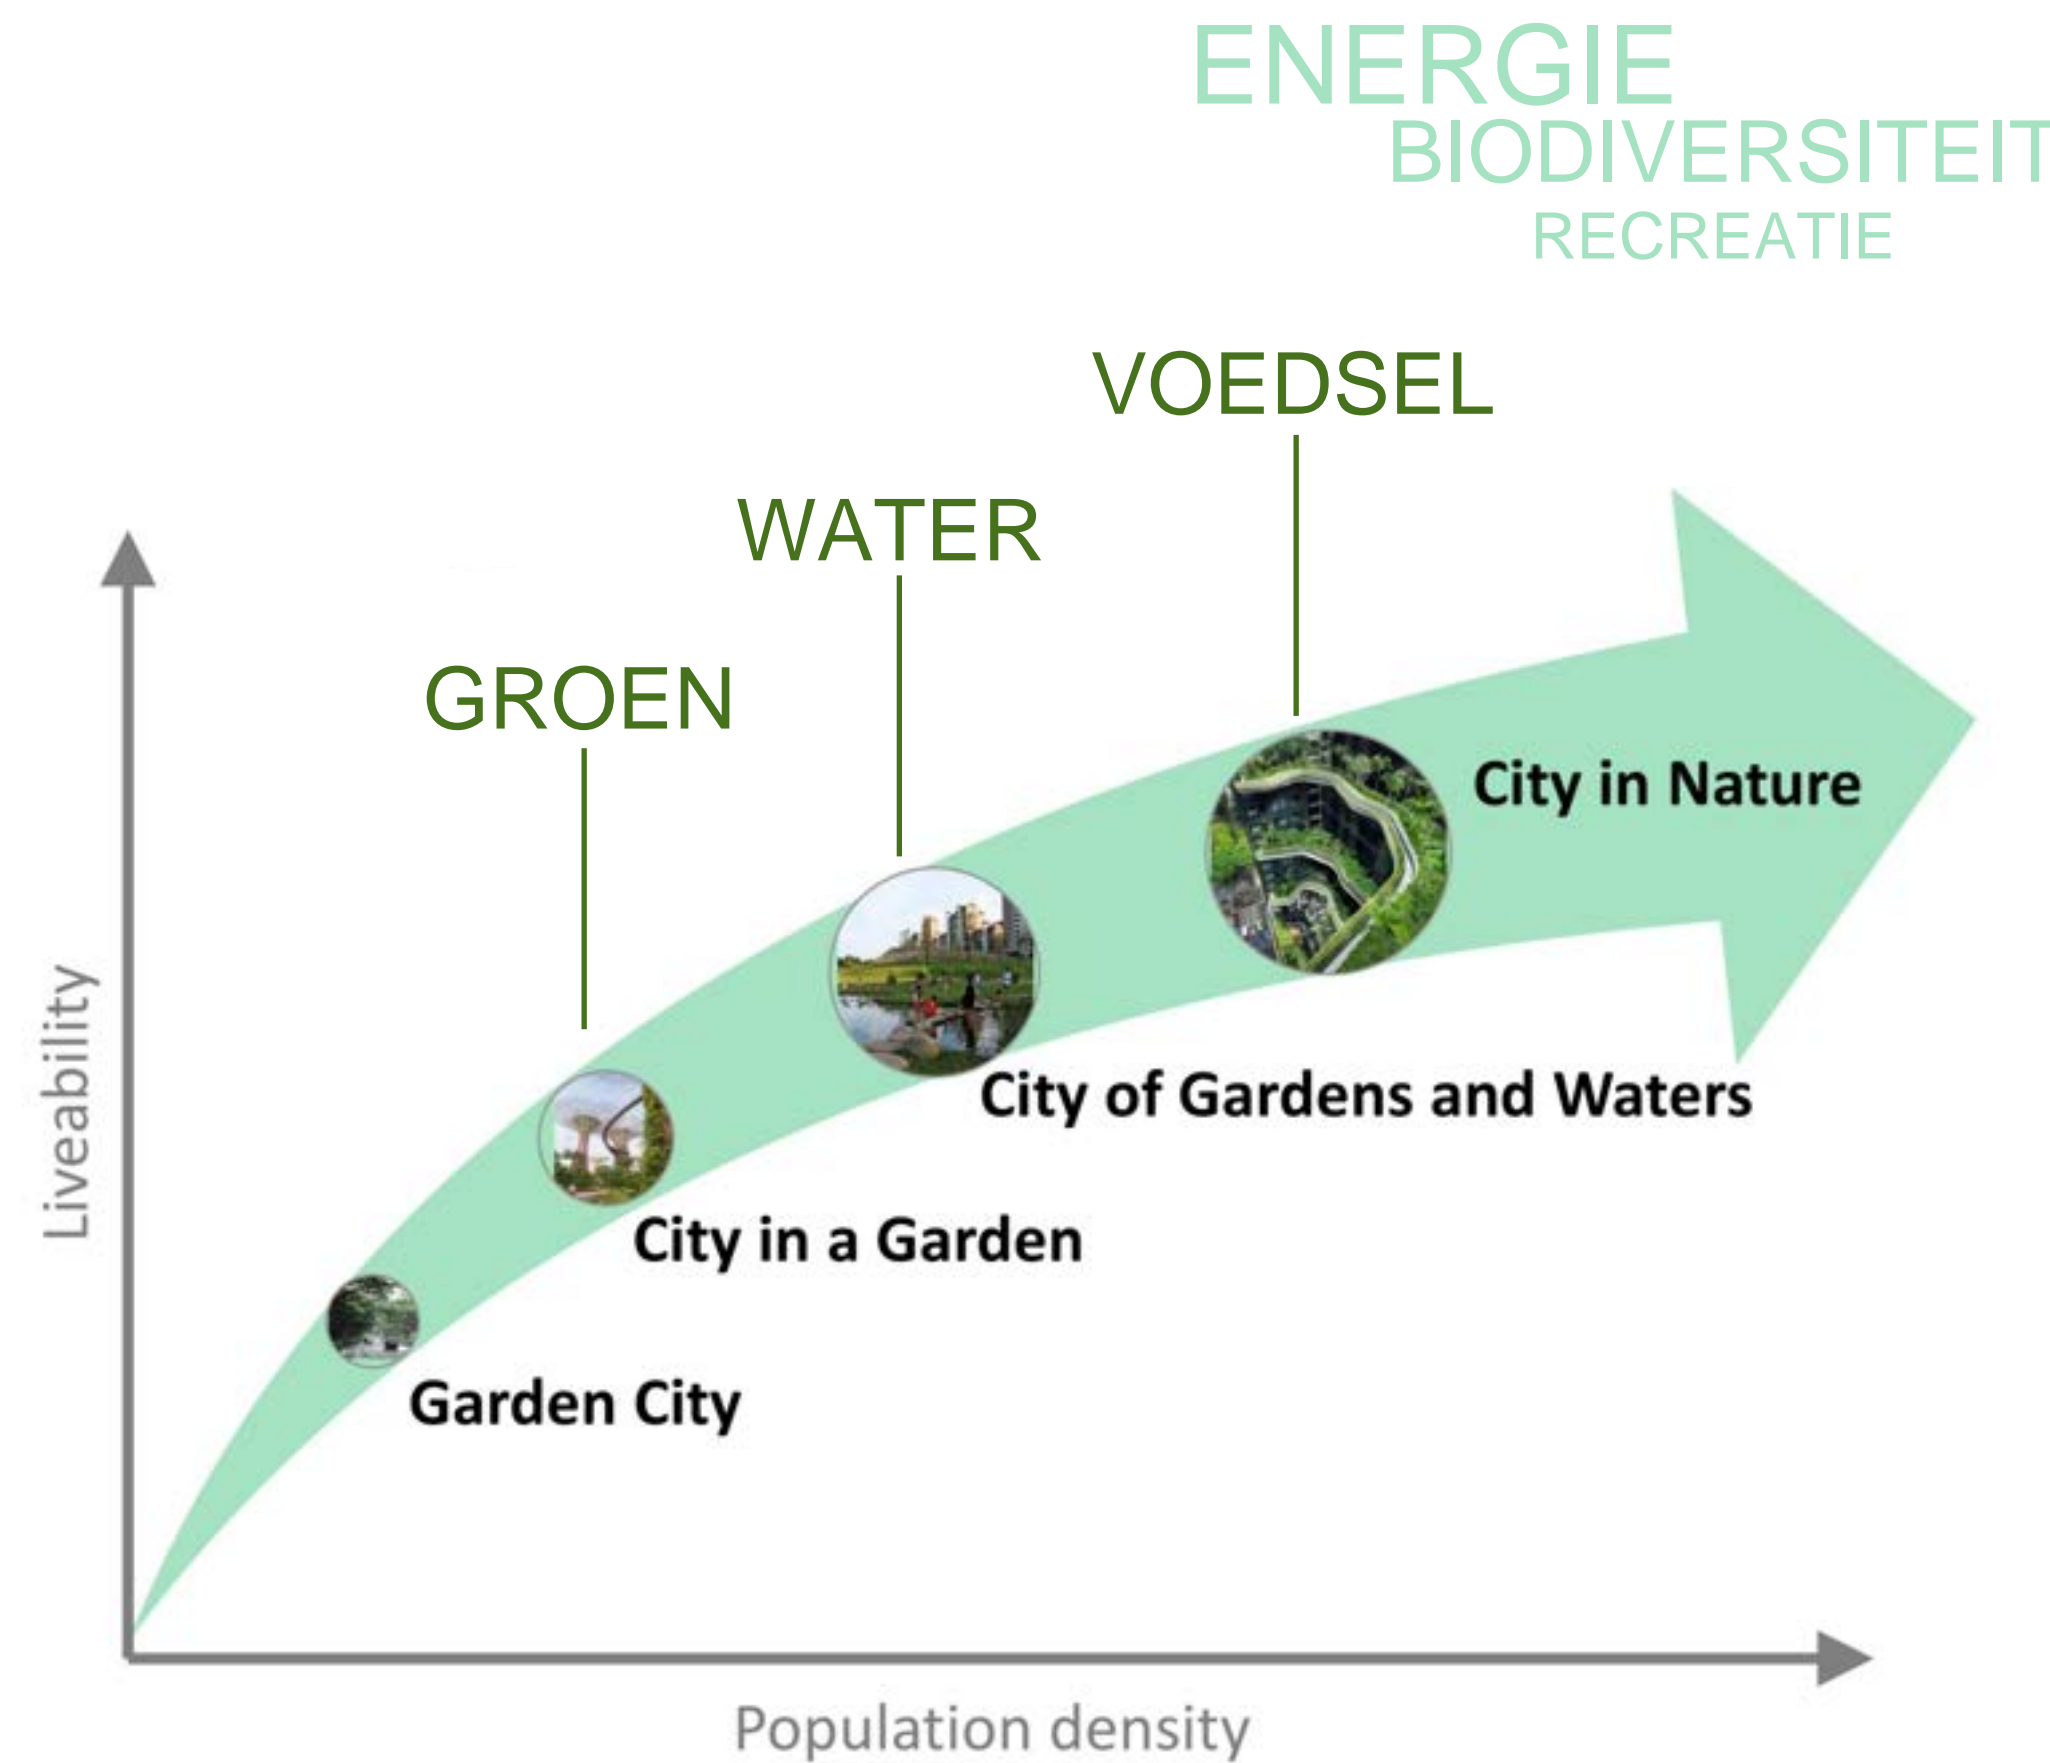 ENERGIE
BIODIVERSITEIT
RECREATIE
VOEDSEL
WATER
GROEN
City in Nature
City of Gardens and Waters
City in a Garden
Garden City
Liveability
Population density